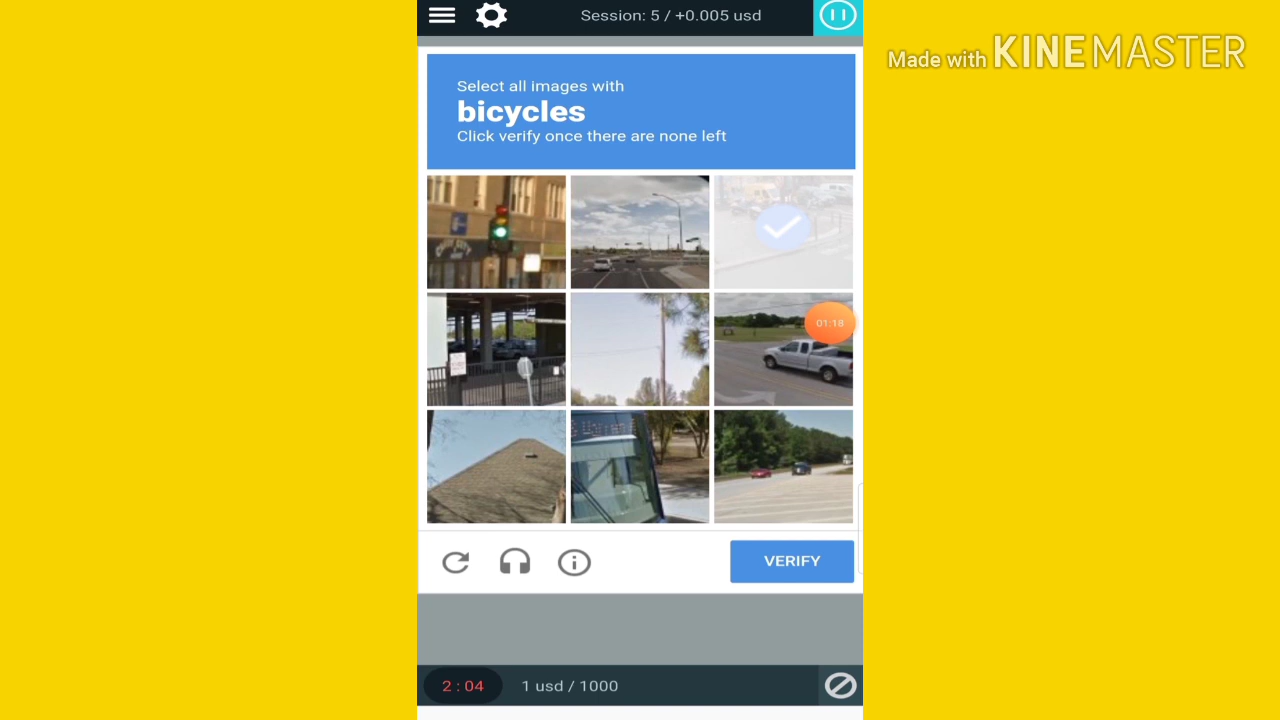 Session: 5 / +0.005 usd
Made with KINEMASTER
Select all images with
bicycles
Click verify once there are none left
01:18
VERIFY
2 : 04
1 usd / 1000